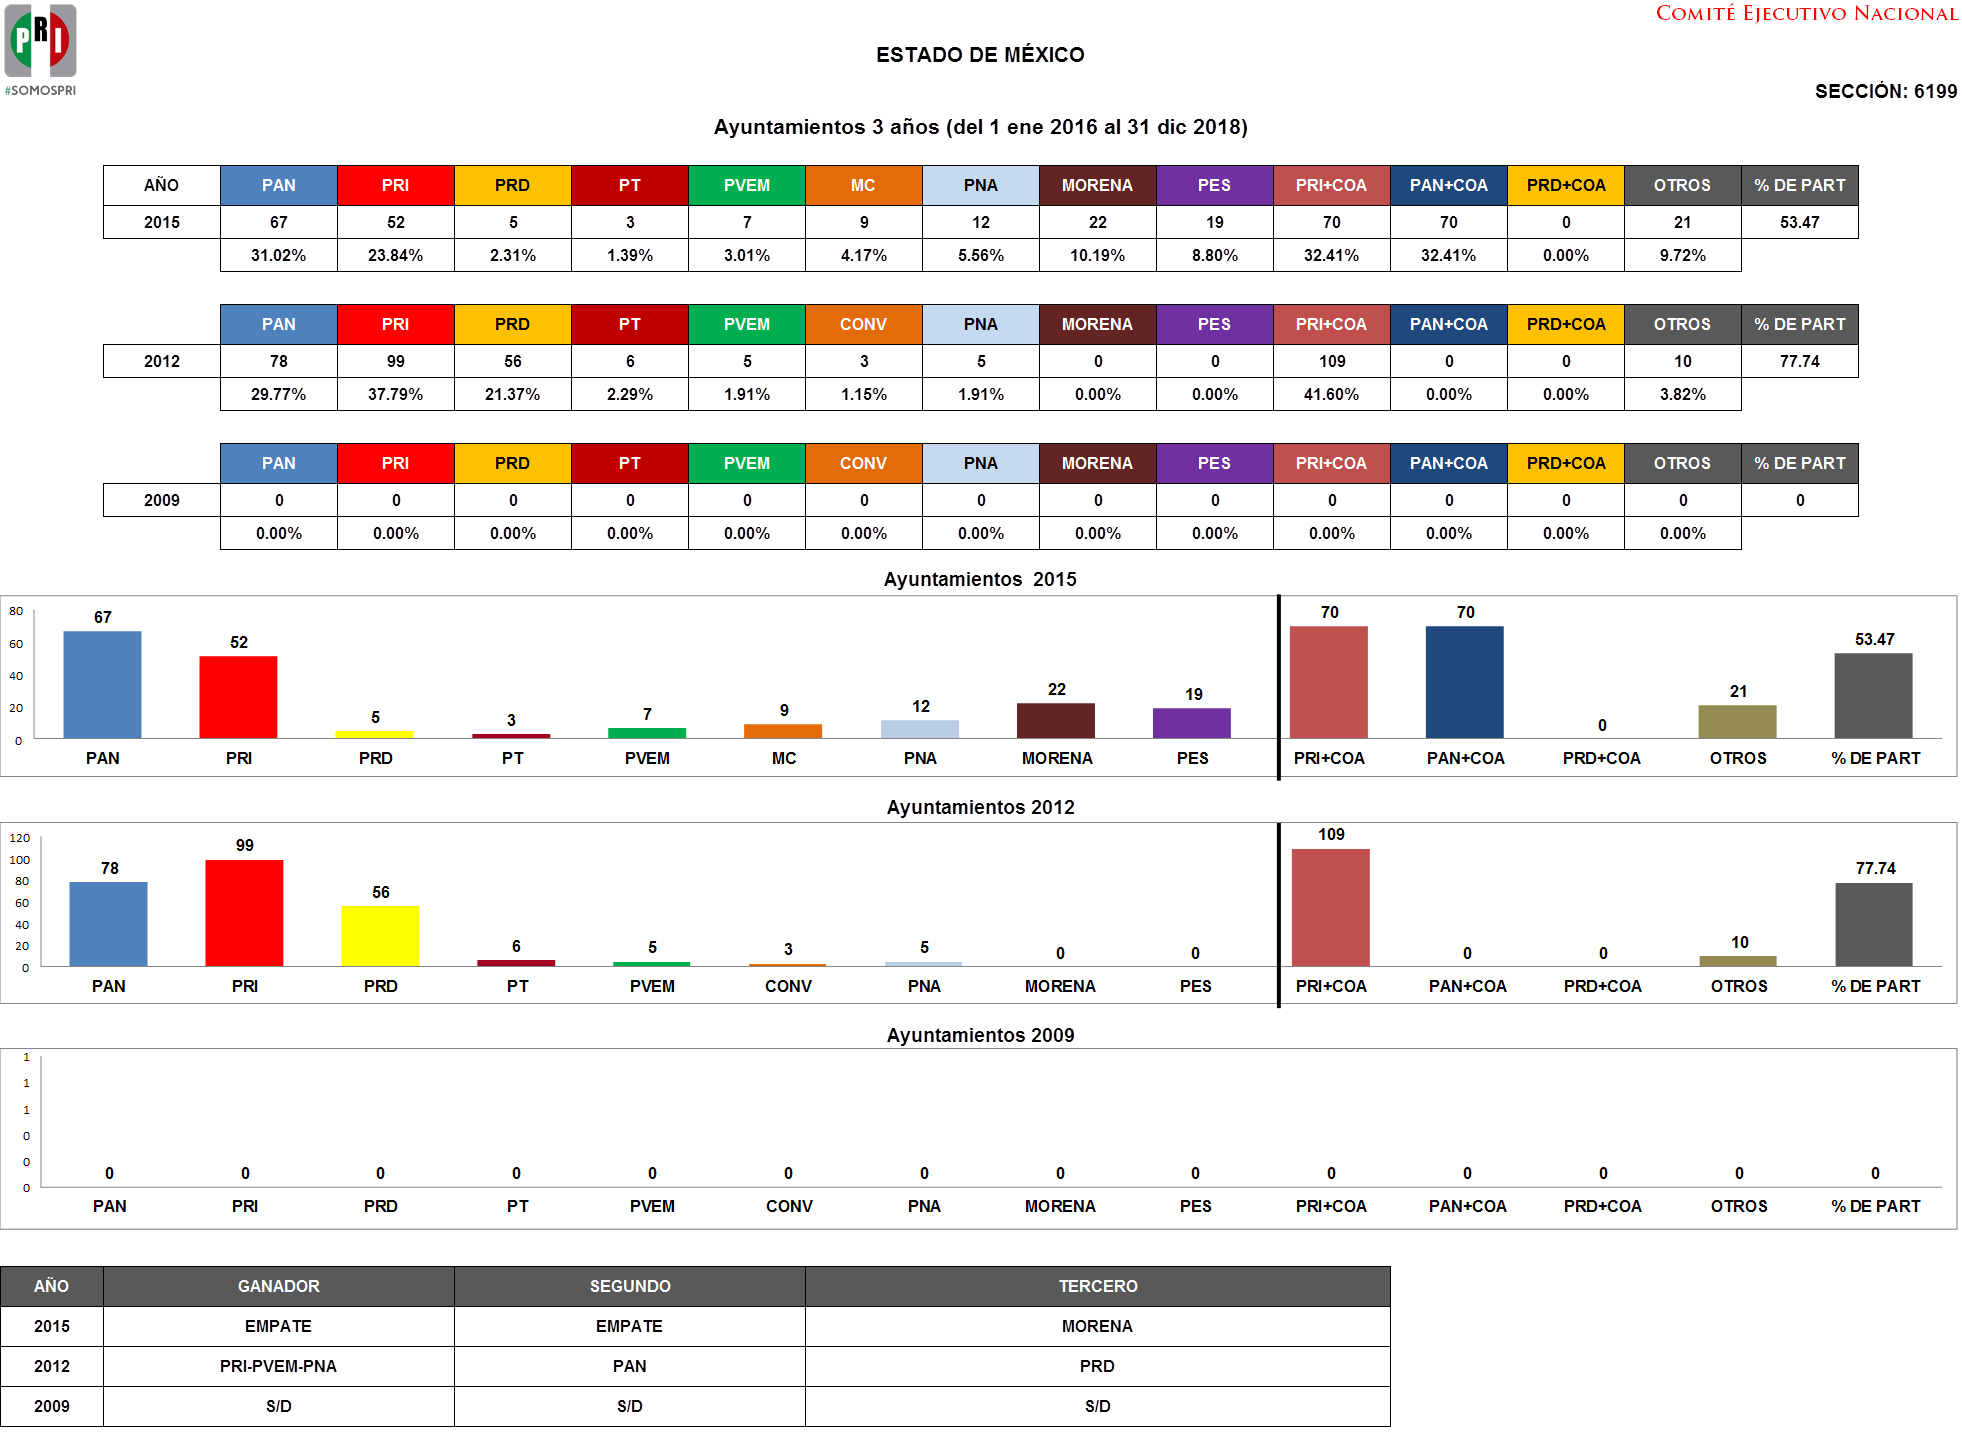 PRI
#SOMOSPRI
COMITÉ EJECUTIVO NACIONAL
ESTADO DE MÉXICO
SECCIÓN: 6199
Ayuntamientos 3 años (del 1 ene 2016 al 31 dic 2018)
AÑO PAN PRI PRD PT PVEM MC PNA MORENA PES PRI+COA PAN+COA PRD+COA OTROS % DE PART
2015 67 52 5 3 7 9 12 22 19 70 70 0 21 53.47
31.02% 23.84% 2.31% 1.39% 3.01% 4.17% 5.56% 10.19% 8.80% 32.41% 32.41% 0.00% 9.72%
PAN PRI PRD PT PVEM CONV PNA MORENA PES PRI+COA PAN+COA PRD+COA OTROS % DE PART
2012 78 99 56 6 5 3 5 0 0 109 0 0 10 77.74
29.77% 37.79% 21.37% 2.29% 1.91% 1.15% 1.91% 0.00% 0.00% 41.60% 0.00% 0.00% 3.82%
PAN PRI PRD PT PVEM CONV PNA MORENA PES PRI+COA PAN+COA PRD+COA OTROS % DE PART
2009 0 0 0 0 0 0 0 0 0 0 0 0 0 0
0.00% 0.00% 0.00% 0.00% 0.00% 0.00% 0.00% 0.00% 0.00% 0.00% 0.00% 0.00% 0.00%
Ayuntamientos 2015
80
60
40
20
0
67 52 5 3 7 9 12 22 19 70 70 0 21 53.47
PAN PRI PRD PT PVEM MC PNA MORENA PES PRI+COA PAN+COA PRD+COA OTROS % DE PART
Ayuntamientos 2012
120
100
80
60
40
20
0
78 99 56 6 5 3 5 0 0 109 0 0 10 77.74
PAN PRI PRD PT PVEM CONV PNA MORENA PES PRI+COA PAN+COA PRD+COA OTROS % DE PART
Ayuntamientos 2009
1
1
1
0
0
0
0 0 0 0 0 0 0 0 0 0 0 0 0 0
PAN PRI PRD PT PVEM CONV PNA MORENA PES PRI+COA PAN+COA PRD+COA OTROS % DE PART
AÑO GANADOR SEGUNDO TERCERO
2015 EMPATE EMPATE MORENA
2012 PRI-PVEM-PNA PAN PRD
2009 S/D S/D S/D